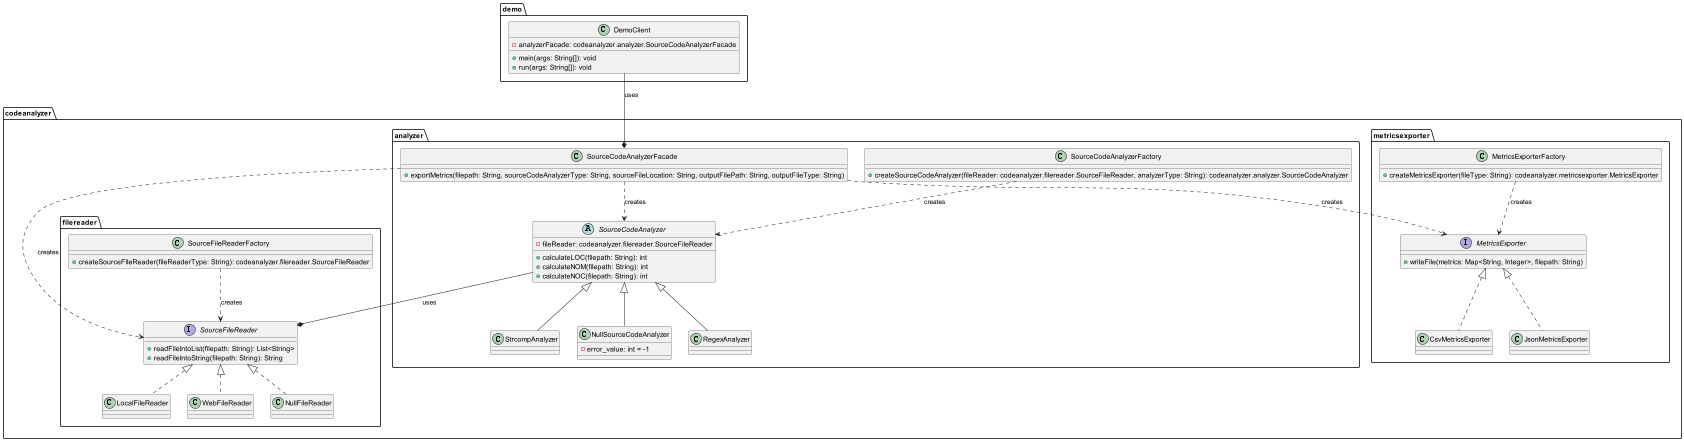 demo
C DemoClient
analyzerFacade: codeanalyzer.analyzer.SourceCodeAnalyzerFacade
main(args: String[]): void
run(args: String[]): void
uses
codeanalyzer
analyzer
C SourceCodeAnalyzerFacade
exportMetrics(filepath: String, sourceCodeAnalyzerType: String, sourceFileLocation: String, outputFilePath: String, outputFileType: String)
C SourceCodeAnalyzerFactory
createSourceCodeAnalyzer(fileReader: codeanalyzer.filereader.SourceFileReader, analyzerType: String): codeanalyzer.analyzer.SourceCodeAnalyzer
metricsexporter
C MetricsExporterFactory
createMetricsExporter(fileType: String): codeanalyzer.metricsexporter.MetricsExporter
creates
creates
creates
creates
creates
A SourceCodeAnalyzer
fileReader: codeanalyzer.filereader.SourceFileReader
calculateLOC(filepath: String): int
calculateNOM(filepath: String): int
calculateNOC(filepath: String): int
I MetricsExporter
writeFile(metrics: Map<String, Integer>, filepath: String)
filereader
C SourceFileReaderFactory
createSourceFileReader(fileReaderType: String): codeanalyzer.filereader.SourceFileReader
creates
uses
I SourceFileReader
readFileIntoList(filepath: String): List<String>
readFileIntoString(filepath: String): String
C StrcompAnalyzer
C NullSourceCodeAnalyzer
error_value: int = -1
C RegexAnalyzer
C CsvMetricsExporter
C JsonMetricsExporter
C LocalFileReader
C WebFileReader
C NullFileReader